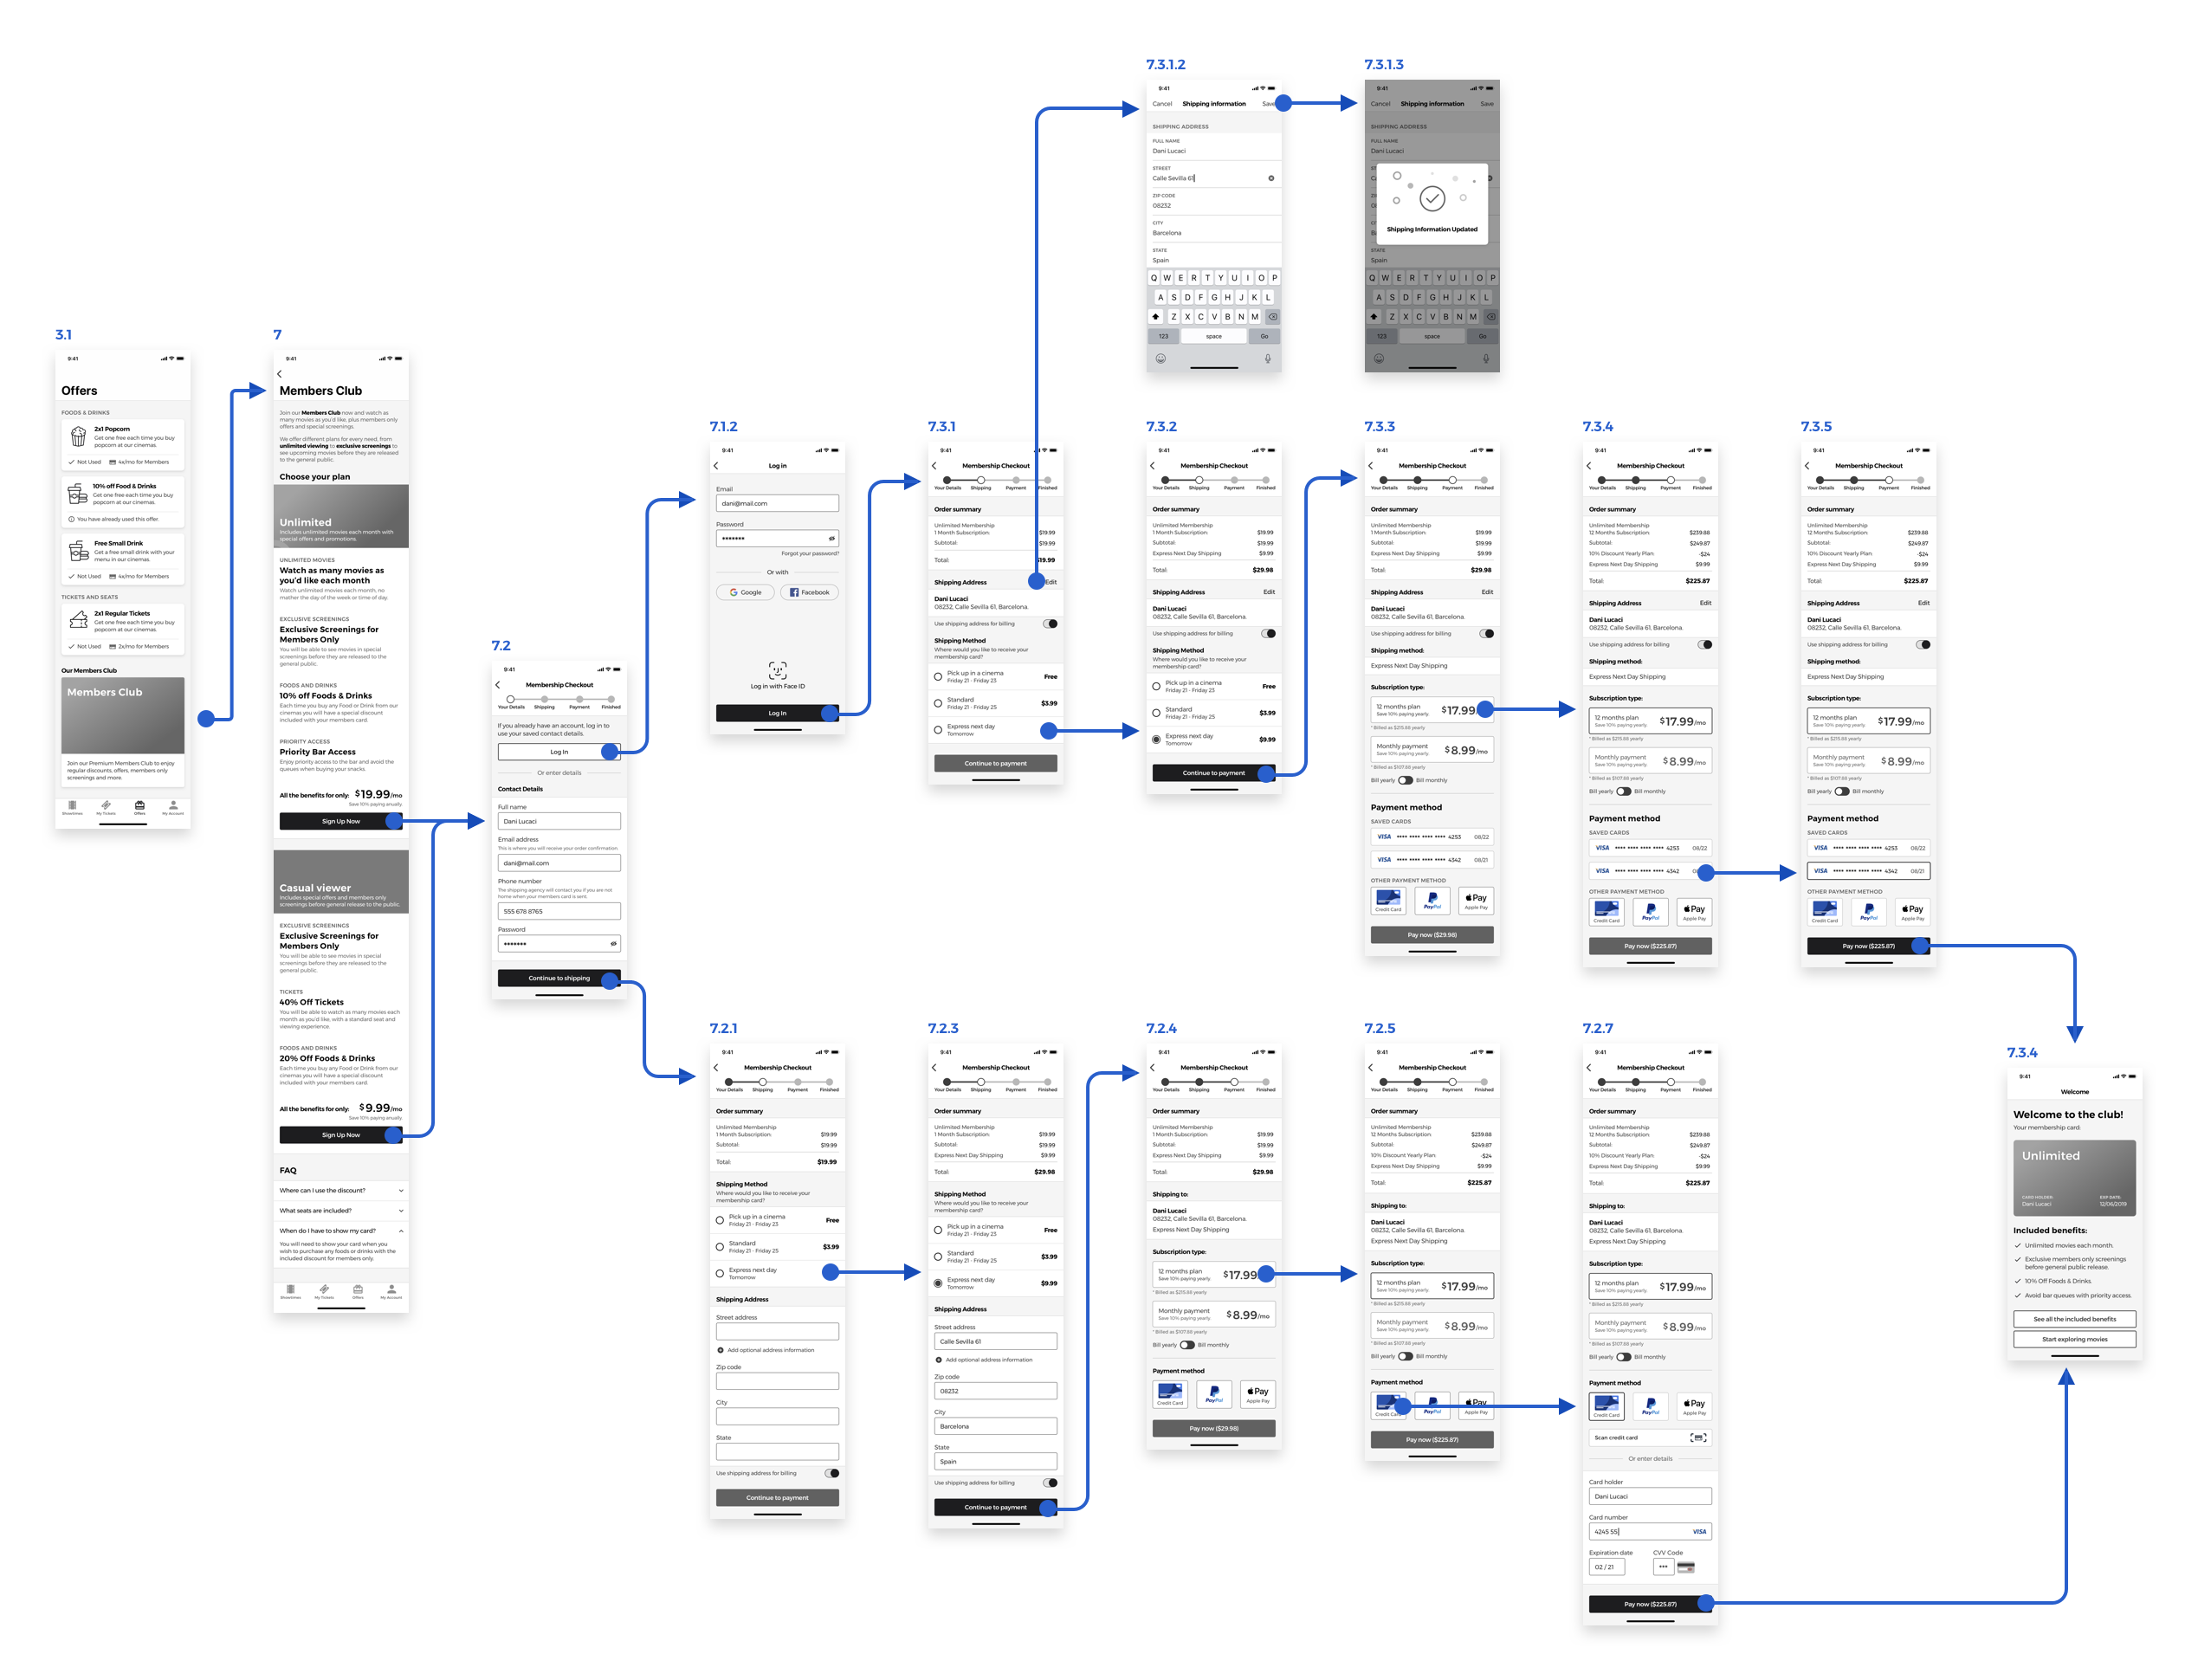 7.3.1.2
9:41
Cancel Shipping information Save
SHIPPING ADDRESS
FULL NAME
Dani Lucaci
STREET
Calle Sevilla 61
ZIP CODE
08232
CITY
Barcelona
STATE
Spain
Q W E R T Y U I O P
A S D F G H J K L
Z X C V B N M
123 space Go
7.3.1.3
9:41
Cancel Shipping information Save
SHIPPING ADDRESS
FULL NAME
Dani Lucaci
Shipping Information Updated
STATE
Spain
Q W E R T Y U I O P
A S D F G H J K L
Z X C V B N M
123 space Go
3.1
9:41
Offers
FOODS & DRINKS
2x1 Popcorn
Get one free each time you buy
popcorn at our cinemas.
Not Used 4x/mo for Members
10% off Food & Drinks
Get one free each time you buy
popcorn at our cinemas.
You have already used this offer.
Free Small Drink
Get a free small drink with your
menu in our cinemas.
Not Used 4x/mo for Members
TICKETS AND SEATS
2x1 Regular Tickets
Get one free each time you buy
popcorn at our cinemas.
Not Used 2x/mo for Members
Our Members Club
Members Club
Join our Premium Members Club to enjoy
regular discounts, offers, members only
screenings and more.
Showtimes My Tickets Offers My Account
7
9:41
Members Club
Join our Members Club now and watch as
many movies as you'd like, plus members only
offers and special screenings.
We offer different plans for every need, from
unlimited viewing to exclusive screenings to
see upcoming movies before they are released
to the general public.
Choose your plan
Unlimited
Includes unlimited movies each month with
special offers and promotions.
UNLIMITED MOVIES
Watch as many movies as
you'd like each month
Watch unlimited movies each month, no
mather the day of the week or time of day.
EXCLUSIVE SCREENINGS
Exclusive Screenings for
Members Only
You will be able to see movies in special
screenings before they are released to the
general public.
FOODS AND DRINKS
10% off Foods & Drinks
Each time you buy any Food or Drink from our
cinemas you will have a special discount
included with your members card.
PRIORITY ACCESS
Priority Bar Access
Enjoy priority access to the bar and avoid the
queues when buying your snacks.
All the benefits for only: $19.99/mo
Save 10% paying anually.
Sign Up Now
Casual viewer
Includes special offers and members only
screenings before general release to the public.
EXCLUSIVE SCREENINGS
Exclusive Screenings for
Members Only
You will be able to see movies in special
screenings before they are released to the
general public.
TICKETS
40% Off Tickets
You will be able to watch as many movies each
month as you'd like, with a standard seat and
viewing experience.
FOODS AND DRINKS
20% Off Foods & Drinks
Each time you buy any Food or Drink from our
cinemas you will have a special discount
included with your members card.
All the benefits for only: $9.99/mo
Save 10% paying anually.
Sign Up Now
FAQ
Where can I use the discount?
What seats are included?
When do I have to show my card?
You will need to show your card when you
wish to purchase any foods or drinks with the
included discount for members only.
Showtimes My Tickets Offers My Account
7.2
9:41
Membership Checkout
Your Details Shipping Payment Finished
If you already have an account, log in to
use your saved contact details.
Log In
Or enter details
Contact Details
Full name
Dani Lucaci
Email address
This is where you will receive your order confirmation.
dani@mail.com
Phone number
The shipping agency will contact you if you are not
home when your members card is sent.
555 678 8765
Password
•••••••
Continue to shipping
7.1.2
9:41
Log in
Email
dani@mail.com
Password
•••••••
Forgot your password?
Or with
Google Facebook
Log in with Face ID
Log In
7.3.1
9:41
Membership Checkout
Your Details Shipping Payment Finished
Order summary
Unlimited Membership
1 Month Subscription: $19.99
Subtotal: $19.99
Total: $19.99
Shipping Address Edit
Dani Lucaci
08232, Calle Sevilla 61, Barcelona.
Use shipping address for billing
Shipping Method
Where would you like to receive your
membership card?
Pick up in a cinema Free
Friday 21 - Friday 23
Standard $3.99
Friday 21 - Friday 25
Express next day $9.99
Tomorrow
Continue to payment
7.3.2
9:41
Membership Checkout
Your Details Shipping Payment Finished
Order summary
Unlimited Membership
1 Month Subscription: $19.99
Subtotal: $19.99
Express Next Day Shipping $9.99
Total: $29.98
Shipping Address Edit
Dani Lucaci
08232, Calle Sevilla 61, Barcelona.
Use shipping address for billing
Shipping Method
Where would you like to receive your
membership card?
Pick up in a cinema Free
Friday 21 - Friday 23
Standard $3.99
Friday 21 - Friday 25
Express next day $9.99
Tomorrow
Continue to payment
7.3.3
9:41
Membership Checkout
Your Details Shipping Payment Finished
Order summary
Unlimited Membership
1 Month Subscription: $19.99
Subtotal: $19.99
Express Next Day Shipping $9.99
Total: $29.98
Shipping Address Edit
Dani Lucaci
08232, Calle Sevilla 61, Barcelona.
Use shipping address for billing
Shipping method:
Express Next Day Shipping
Subscription type:
12 months plan $17.99
Save 10% paying yearly.
* Billed as $215.88 yearly
Monthly payment $8.99/mo
Save 10% paying yearly.
* Billed as $107.88 yearly
Bill yearly Bill monthly
Payment method
SAVED CARDS
VISA •••• •••• •••• •••• 4253 08/22
VISA •••• •••• •••• •••• 4342 08/21
OTHER PAYMENT METHOD
Credit Card PayPal Pay Apple Pay
Pay now ($29.98)
7.3.4
9:41
Membership Checkout
Your Details Shipping Payment Finished
Order summary
Unlimited Membership
12 Months Subscription: $239.88
Subtotal: $249.87
10% Discount Yearly Plan -$24
Express Next Day Shipping $9.99
Total: $225.87
Shipping Address Edit
Dani Lucaci
08232, Calle Sevilla 61, Barcelona.
Use shipping address for billing
Shipping method:
Express Next Day Shipping
Subscription type:
12 months plan $17.99/mo
Save 10% paying yearly.
* Billed as $215.88 yearly
Monthly payment $8.99/mo
Save 10% paying yearly.
* Billed as $107.88 yearly
Bill yearly Bill monthly
Payment method
SAVED CARDS
VISA •••• •••• •••• •••• 4253 08/22
VISA •••• •••• •••• •••• 4342
OTHER PAYMENT METHOD
Credit Card PayPal Pay Apple Pay
Pay now ($225.87)
7.3.5
9:41
Membership Checkout
Your Details Shipping Payment Finished
Order summary
Unlimited Membership
12 Months Subscription: $239.88
Subtotal: $249.87
10% Discount Yearly Plan -$24
Express Next Day Shipping $9.99
Total: $225.87
Shipping Address Edit
Dani Lucaci
08232, Calle Sevilla 61, Barcelona.
Use shipping address for billing
Shipping method:
Express Next Day Shipping
Subscription type:
12 months plan $17.99/mo
Save 10% paying yearly.
* Billed as $215.88 yearly
Monthly payment $8.99/mo
Save 10% paying yearly.
* Billed as $107.88 yearly
Bill yearly Bill monthly
Payment method
SAVED CARDS
VISA •••• •••• •••• •••• 4253 08/22
VISA •••• •••• •••• •••• 4342 08/21
OTHER PAYMENT METHOD
Credit Card PayPal Pay Apple Pay
Pay now ($225.87)
7.2.1
9:41
Membership Checkout
Your Details Shipping Payment Finished
Order summary
Unlimited Membership
1 Month Subscription: $19.99
Subtotal: $19.99
Total: $19.99
Shipping Method
Where would you like to receive your
membership card?
Pick up in a cinema Free
Friday 21 - Friday 23
Standard $3.99
Friday 21 - Friday 25
Express next day
Tomorrow
Shipping Address
Street address
Add optional address information
Zip code
City
State
Use shipping address for billing
Continue to payment
7.2.3
9:41
Membership Checkout
Your Details Shipping Payment Finished
Order summary
Unlimited Membership
1 Month Subscription: $19.99
Subtotal: $19.99
Express Next Day Shipping $9.99
Total: $29.98
Shipping Method
Where would you like to receive your
membership card?
Pick up in a cinema Free
Friday 21 - Friday 23
Standard $3.99
Friday 21 - Friday 25
Express next day $9.99
Tomorrow
Shipping Address
Street address
Calle Sevilla 61
Add optional address information
Zip code
08232
City
Barcelona
State
Spain
Use shipping address for billing
Continue to payment
7.2.4
9:41
Membership Checkout
Your Details Shipping Payment Finished
Order summary
Unlimited Membership
1 Month Subscription: $19.99
Subtotal: $19.99
Express Next Day Shipping $9.99
Total: $29.98
Shipping to:
Dani Lucaci
08232, Calle Sevilla 61, Barcelona.
Express Next Day Shipping
Subscription type:
12 months plan $17.99
Save 10% paying yearly.
* Billed as $215.88 yearly
Monthly payment $8.99/mo
Save 10% paying yearly.
* Billed as $107.88 yearly
Bill yearly Bill monthly
Payment method
Credit Card PayPal Pay Apple Pay
Pay now ($29.98)
7.2.5
9:41
Membership Checkout
Your Details Shipping Payment Finished
Order summary
Unlimited Membership
12 Months Subscription: $239.88
Subtotal: $249.87
10% Discount Yearly Plan -$24
Express Next Day Shipping $9.99
Total: $225.87
Shipping to:
Dani Lucaci
08232, Calle Sevilla 61, Barcelona.
Express Next Day Shipping
Subscription type:
12 months plan $17.99/mo
Save 10% paying yearly.
* Billed as $215.88 yearly
Monthly payment $8.99/mo
Save 10% paying yearly.
* Billed as $107.88 yearly
Bill yearly Bill monthly
Payment method
Credit Card PayPal Pay Apple Pay
Pay now ($225.87)
7.2.7
9:41
Membership Checkout
Your Details Shipping Payment Finished
Order summary
Unlimited Membership
12 Months Subscription: $239.88
Subtotal: $249.87
10% Discount Yearly Plan -$24
Express Next Day Shipping $9.99
Total: $225.87
Shipping to:
Dani Lucaci
08232, Calle Sevilla 61, Barcelona.
Express Next Day Shipping
Subscription type:
12 months plan $17.99/mo
Save 10% paying yearly.
* Billed as $215.88 yearly
Monthly payment $8.99/mo
Save 10% paying yearly.
* Billed as $107.88 yearly
Bill yearly Bill monthly
Payment method
Credit Card PayPal Pay Apple Pay
Scan credit card
Or enter details
Card holder
Dani Lucaci
Card number
4245 55 VISA
Expiration date CVV Code
02 / 21 •••
Pay now ($225.87)
7.3.4
9:41
Welcome
Welcome to the club!
Your membership card:
Unlimited
CARD HOLDER: EXP DATE:
Dani Lucaci 12/06/2019
Included benefits:
Unlimited movies each month.
Exclusive members only screenings
before general public release.
10% Off Foods & Drinks.
Avoid bar queues with priority access.
See all the included benefits
Start exploring movies